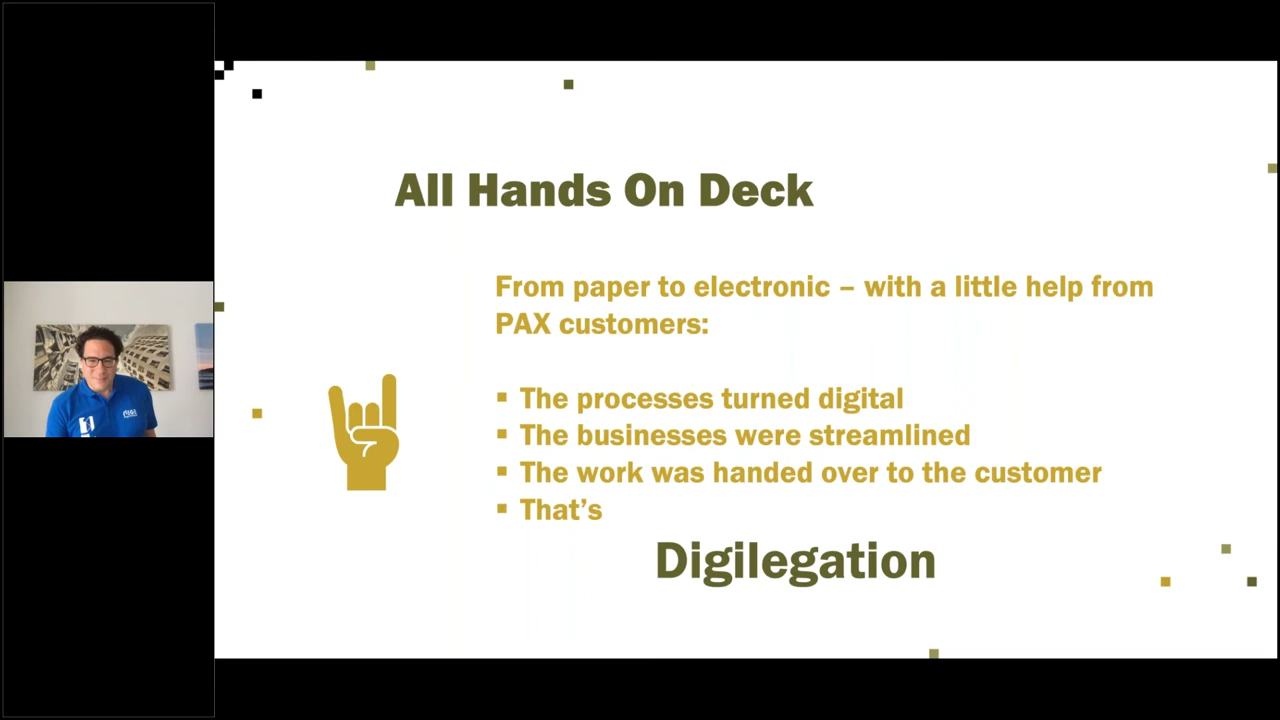 All Hands On Deck
From paper to electronic – with a little help from
PAX customers:
▪ The processes turned digital
▪ The businesses were streamlined
▪ The work was handed over to the customer
▪ That’s
Digilegation